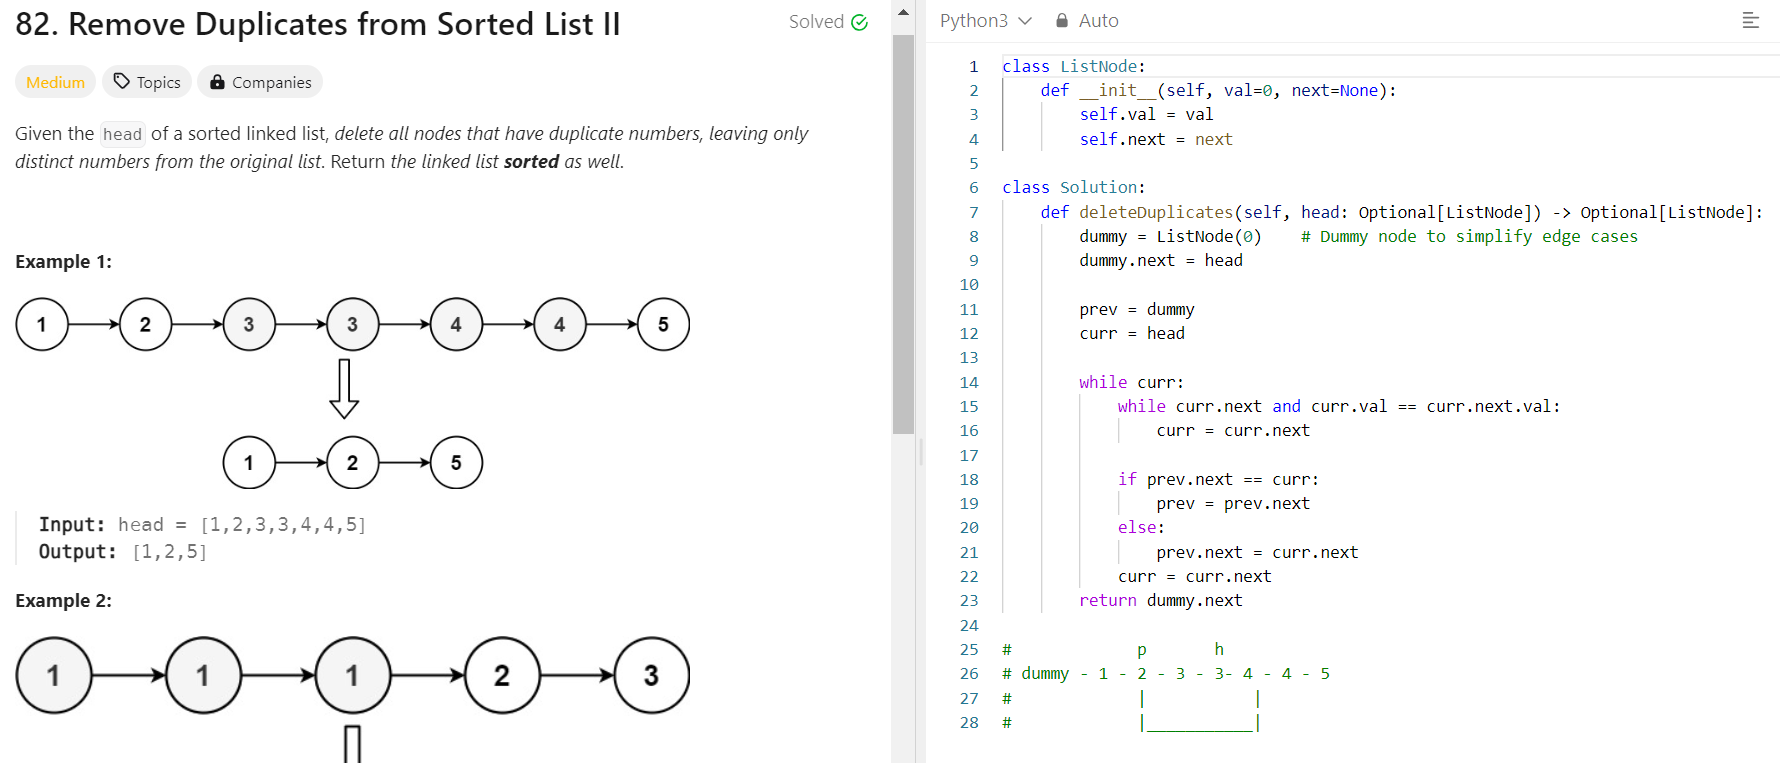 82. Remove Duplicates from Sorted List II
Solved
Medium
Topics
Companies
Given the head of a sorted linked list, delete all nodes that have duplicate numbers, leaving only
distinct numbers from the original list. Return the linked list sorted as well.
Example 1:
1 2 3 3 4 4 5
1 2 5
Input: head = [1,2,3,3,4,4,5]
Output: [1,2,5]
Example 2:
1 1 1 2 3
Python3
Auto
1 class ListNode:
2     def __init__(self, val=0, next=None):
3         self.val = val
4         self.next = next
5
6 class Solution:
7     def deleteDuplicates(self, head: Optional[ListNode]) -> Optional[ListNode]:
8         dummy = ListNode(0)    # Dummy node to simplify edge cases
9         dummy.next = head
10
11         prev = dummy
12         curr = head
13
14         while curr:
15             while curr.next and curr.val == curr.next.val:
16                 curr = curr.next
17
18             if prev.next == curr:
19                 prev = prev.next
20             else:
21                 prev.next = curr.next
22             curr = curr.next
23         return dummy.next
24
25 #             p       h
26 # dummy - 1 - 2 - 3 - 3- 4 - 4 - 5
27 #             |           |
28 #             |___________|